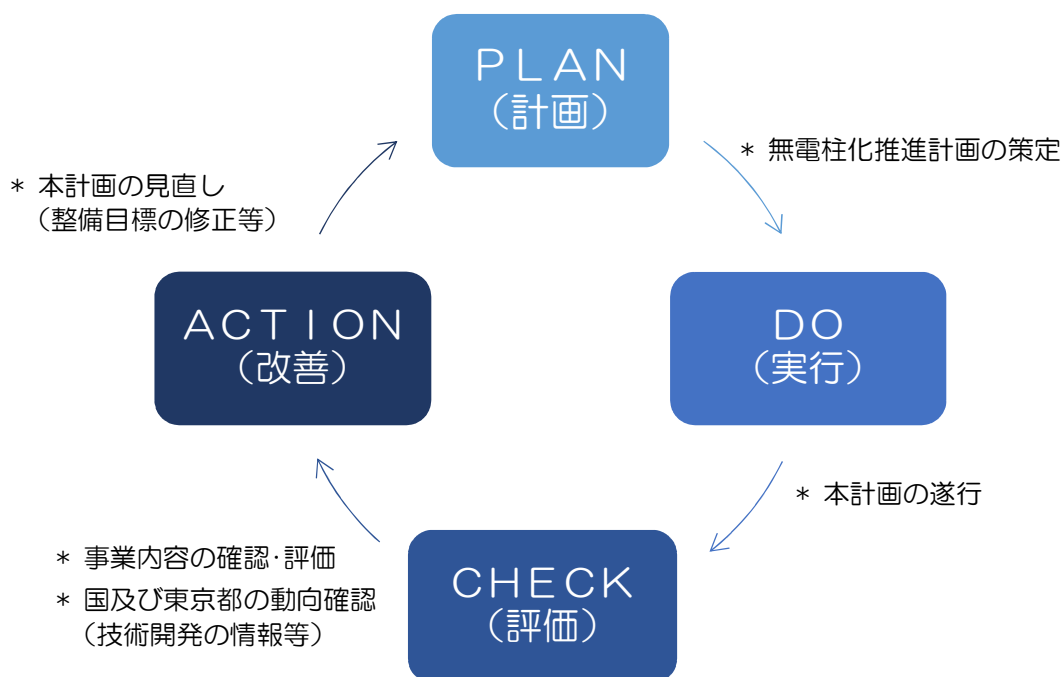 ＰＬＡＮ
（計画）
* 無電柱化推進計画の策定
* 本計画の見直し
（整備目標の修正等）
ＡＣＴＩＯＮ
（改善）
ＤＯ
（実行）
* 本計画の遂行
* 事業内容の確認･評価
* 国及び東京都の動向確認
（技術開発の情報等）
ＣＨＥＣＫ
（評価）